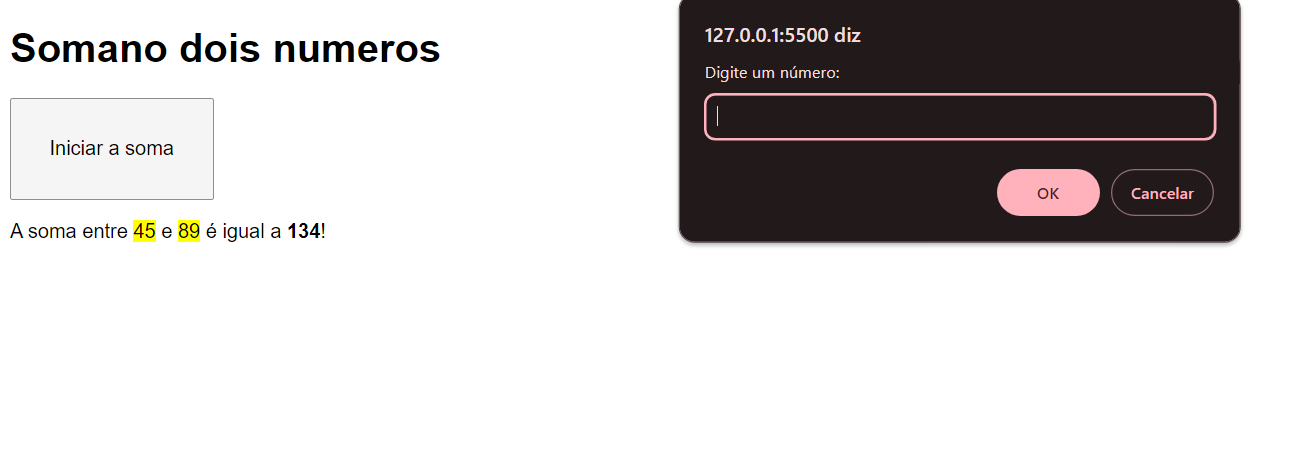 Somano dois numeros
Iniciar a soma
A soma entre 45 e 89 é igual a 134!
127.0.0.1:5500 diz
Digite um número:
OK
Cancelar